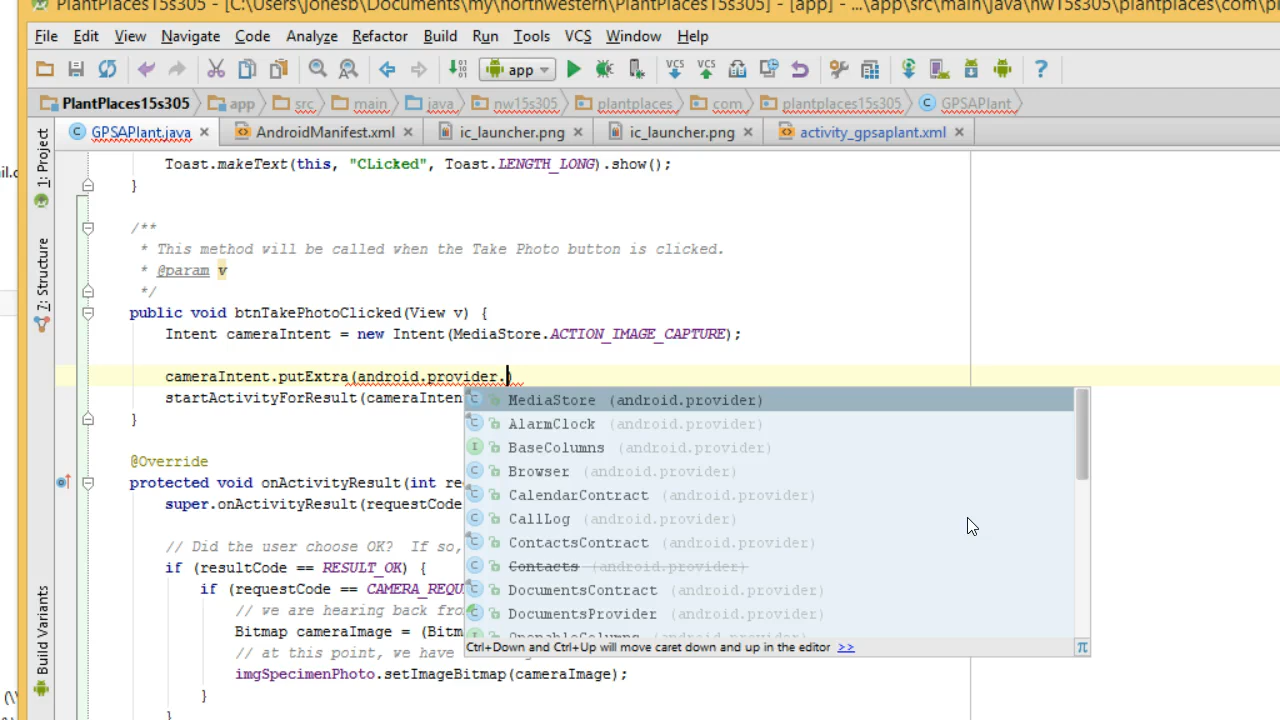 PlantPlaces15s305 - [C:\Users\jonesb\Documents\my\northwestern\PlantPlaces15s305] - [app] - ...\app\src\main\java\nw15s305\plantplaces\com\pl
File Edit View Navigate Code Analyze Refactor Build Run Tools VCS Window Help
app VCS VCS ?
PlantPlaces15s305 app src main java nw15s305 plantplaces com plantplaces15s305 GPSAPlant
GPSAPlant.java AndroidManifest.xml ic_launcher.png ic_launcher.png activity_gpsaplant.xml
1: Project
7: Structure
Build Variants
Toast.makeText(this, "CLicked", Toast.LENGTH_LONG).show();
}
/**
* This method will be called when the Take Photo button is clicked.
* @param v
*/
public void btnTakePhotoClicked(View v) {
Intent cameraIntent = new Intent(MediaStore.ACTION_IMAGE_CAPTURE);
cameraIntent.putExtra(android.provider.)
startActivityForResult(cameraInten
}
@Override
protected void onActivityResult(int re
super.onActivityResult(requestCode
// Did the user choose OK?  If so,
if (resultCode == RESULT_OK) {
if (requestCode == CAMERA_REQU
// we are hearing back fro
Bitmap cameraImage = (Bitm
// at this point, we have
imgSpecimenPhoto.setImageBitmap(cameraImage);
}
}
MediaStore (android.provider)
AlarmClock (android.provider)
BaseColumns (android.provider)
Browser (android.provider)
CalendarContract (android.provider)
CallLog (android.provider)
ContactsContract (android.provider)
Contacts (android.provider)
DocumentsContract (android.provider)
DocumentsProvider (android.provider)
OpenableColumns (android.provider)
Ctrl+Down and Ctrl+Up will move caret down and up in the editor >>
π